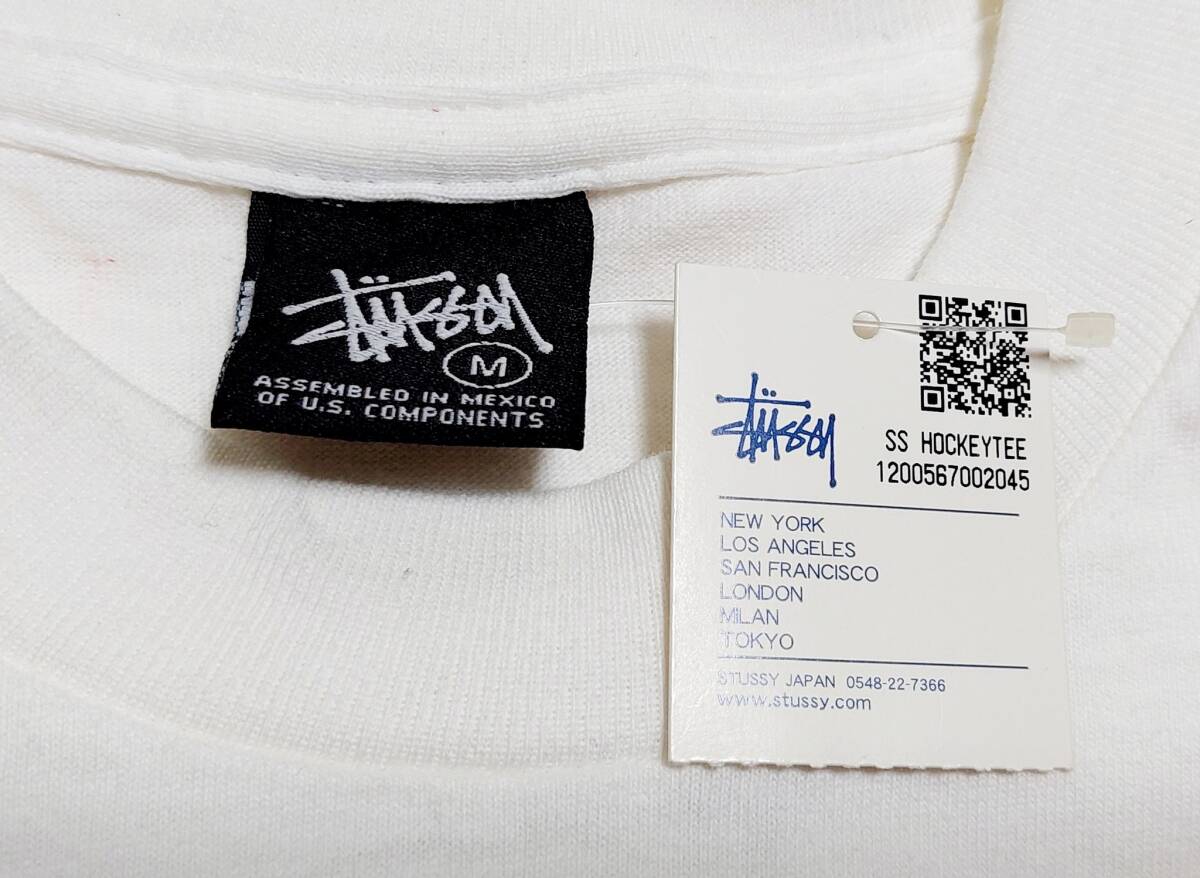 Stüssy
M
ASSEMBLED IN MEXICO
OF U.S. COMPONENTS
Stüssy
SS HOCKEYTEE
1200567002045
NEW YORK
LOS ANGELES
SAN FRANCISCO
LONDON
MILAN
TOKYO
STUSSY JAPAN 0548-22-7366
www.stussy.com